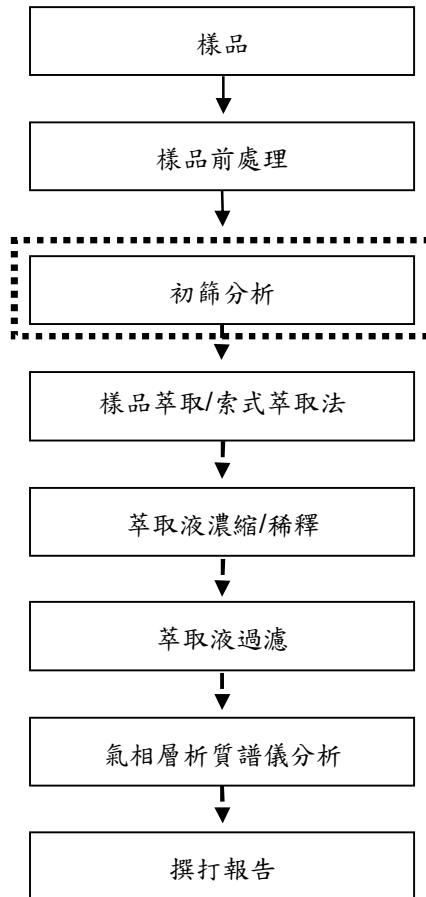 樣品
樣品前處理
初篩分析
樣品萃取/索式萃取法
萃取液濃縮/稀釋
萃取液過濾
氣相層析質譜儀分析
撰打報告